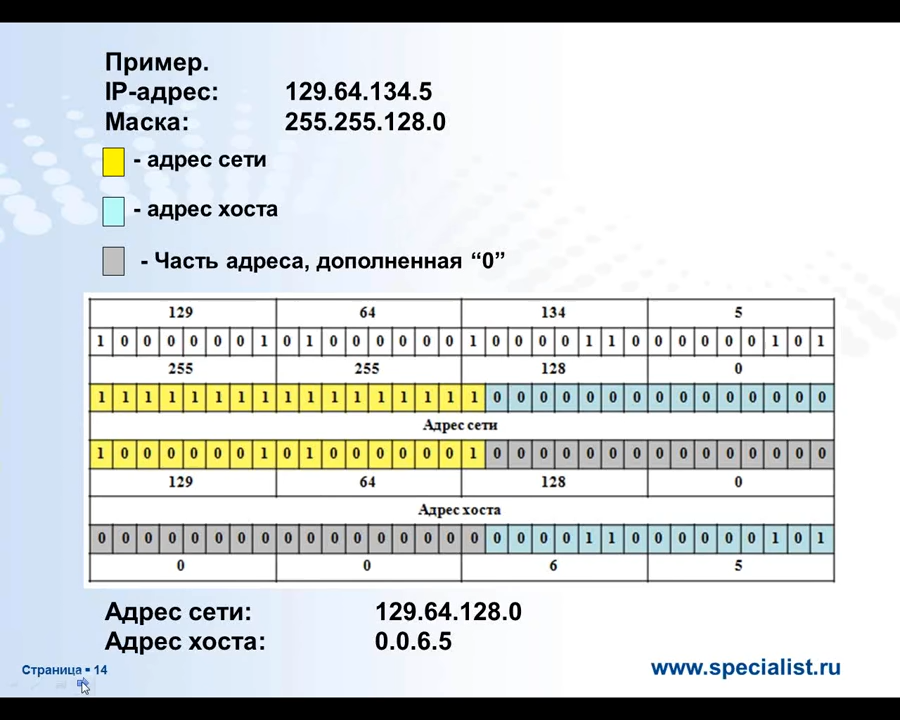 Пример.
IP-адрес: 129.64.134.5
Маска: 255.255.128.0
- адрес сети
- адрес хоста
- Часть адреса, дополненная “0”
129 64 134 5
1 0 0 0 0 0 0 1 0 1 0 0 0 0 0 0 1 0 0 0 0 1 1 0 0 0 0 0 0 1 0 1
255 255 128 0
1 1 1 1 1 1 1 1 1 1 1 1 1 1 1 1 1 0 0 0 0 0 0 0 0 0 0 0 0 0 0 0
Адрес сети
1 0 0 0 0 0 0 1 0 1 0 0 0 0 0 0 1 0 0 0 0 0 0 0 0 0 0 0 0 0 0 0
129 64 128 0
Адрес хоста
0 0 0 0 0 0 0 0 0 0 0 0 0 0 0 0 0 0 0 0 0 1 1 0 0 0 0 0 0 1 0 1
0 0 6 5
Адрес сети: 129.64.128.0
Адрес хоста: 0.0.6.5
Страница ▪ 14
www.specialist.ru